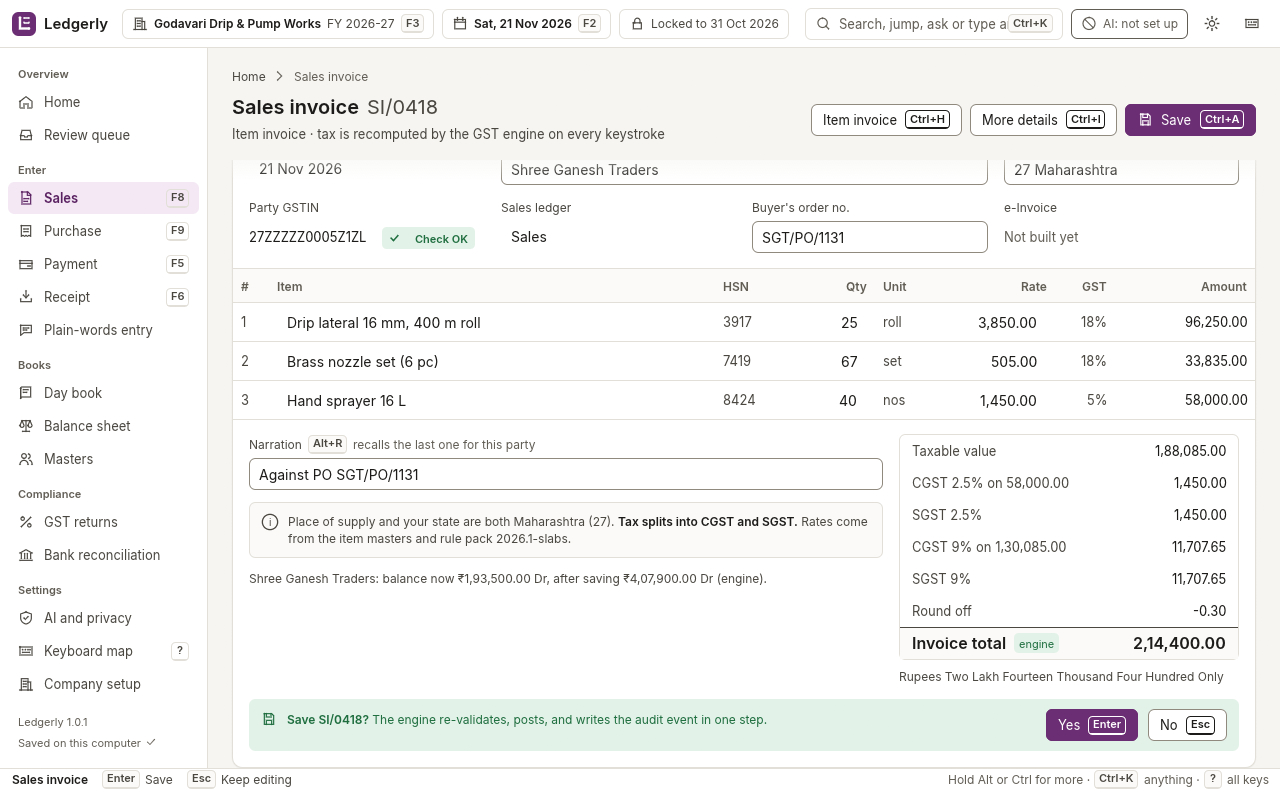 Ledgerly
Godavari Drip & Pump Works FY 2026-27 F3
Sat, 21 Nov 2026 F2
Locked to 31 Oct 2026
Search, jump, ask or type a Ctrl+K
AI: not set up
Overview
Home
Review queue
Enter
Sales F8
Purchase F9
Payment F5
Receipt F6
Plain-words entry
Books
Day book
Balance sheet
Masters
Compliance
GST returns
Bank reconciliation
Settings
AI and privacy
Keyboard map ?
Company setup
Ledgerly 1.0.1
Saved on this computer
Home > Sales invoice
Sales invoice SI/0418
Item invoice · tax is recomputed by the GST engine on every keystroke
Item invoice Ctrl+H
More details Ctrl+I
Save Ctrl+A
21 Nov 2026 Shree Ganesh Traders 27 Maharashtra
Party GSTIN Sales ledger Buyer's order no. e-Invoice
27ZZZZZ0005Z1ZL Check OK Sales SGT/PO/1131 Not built yet
# Item HSN Qty Unit Rate GST Amount
1 Drip lateral 16 mm, 400 m roll 3917 25 roll 3,850.00 18% 96,250.00
2 Brass nozzle set (6 pc) 7419 67 set 505.00 18% 33,835.00
3 Hand sprayer 16 L 8424 40 nos 1,450.00 5% 58,000.00
Narration Alt+R recalls the last one for this party
Against PO SGT/PO/1131
Place of supply and your state are both Maharashtra (27). Tax splits into CGST and SGST. Rates come
from the item masters and rule pack 2026.1-slabs.
Shree Ganesh Traders: balance now ₹1,93,500.00 Dr, after saving ₹4,07,900.00 Dr (engine).
Taxable value 1,88,085.00
CGST 2.5% on 58,000.00 1,450.00
SGST 2.5% 1,450.00
CGST 9% on 1,30,085.00 11,707.65
SGST 9% 11,707.65
Round off -0.30
Invoice total engine 2,14,400.00
Rupees Two Lakh Fourteen Thousand Four Hundred Only
Save SI/0418? The engine re-validates, posts, and writes the audit event in one step.
Yes Enter
No Esc
Sales invoice Enter Save Esc Keep editing
Hold Alt or Ctrl for more · Ctrl+K anything · ? all keys